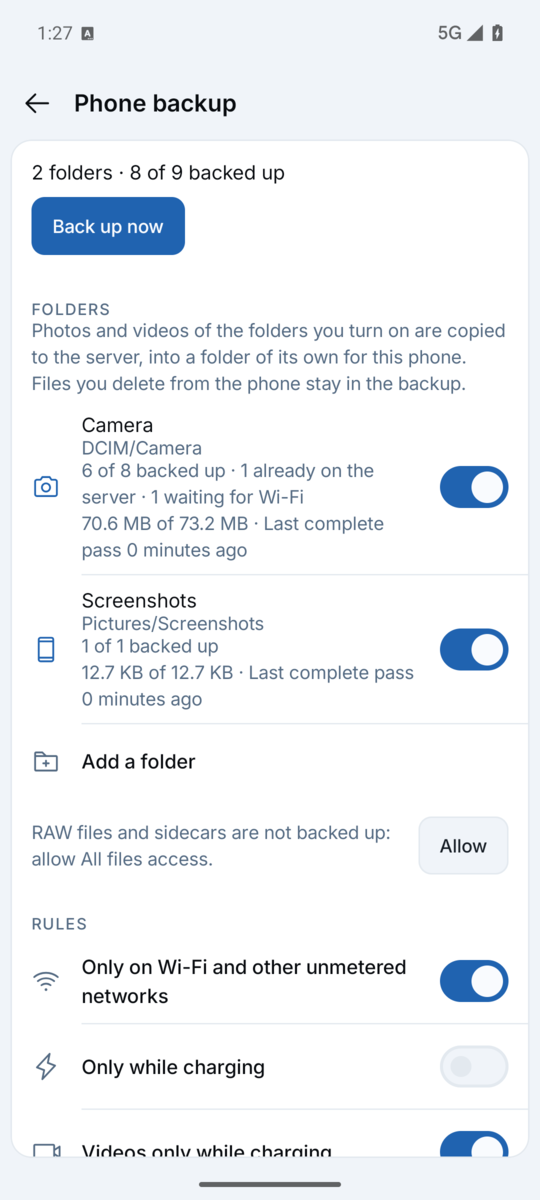 1:27
5G
Phone backup
2 folders · 8 of 9 backed up
Back up now
FOLDERS
Photos and videos of the folders you turn on are copied
to the server, into a folder of its own for this phone.
Files you delete from the phone stay in the backup.
Camera
DCIM/Camera
6 of 8 backed up · 1 already on the
server · 1 waiting for Wi-Fi
70.6 MB of 73.2 MB · Last complete
pass 0 minutes ago
Screenshots
Pictures/Screenshots
1 of 1 backed up
12.7 KB of 12.7 KB · Last complete pass
0 minutes ago
Add a folder
RAW files and sidecars are not backed up:
allow All files access.
Allow
RULES
Only on Wi-Fi and other unmetered
networks
Only while charging
Videos only while charging